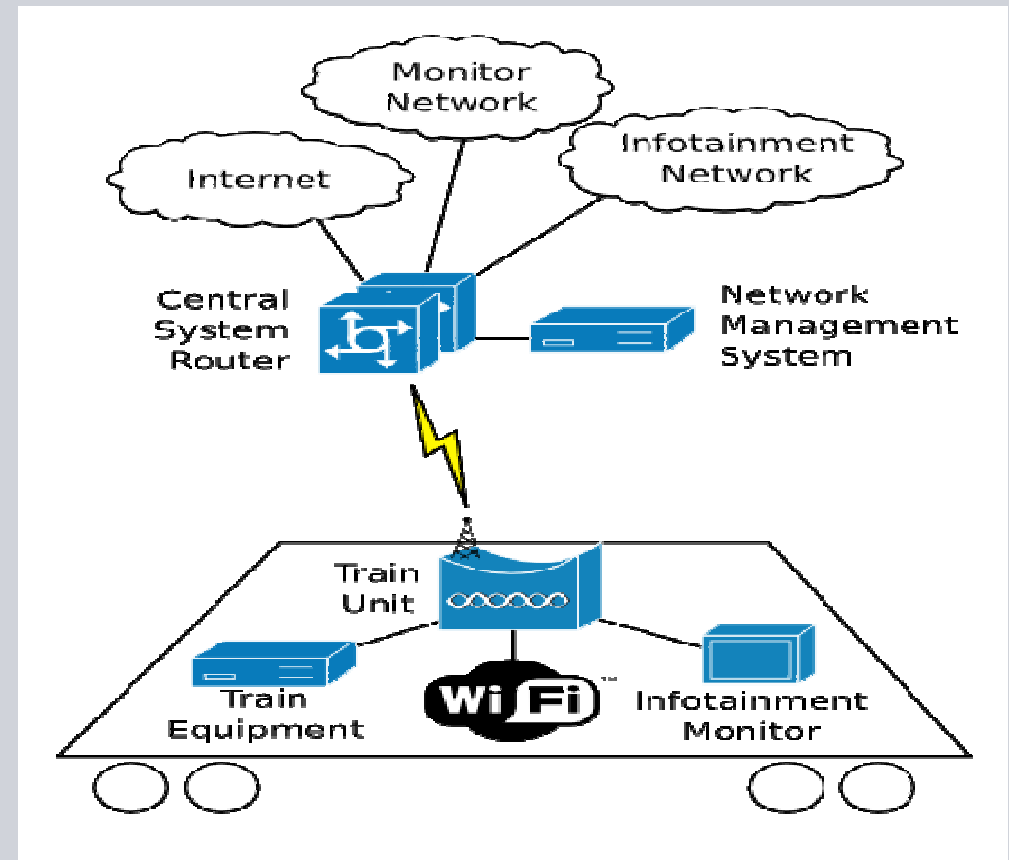 Monitor
Network
Internet
Infotainment
Network
Central
System
Router
Network
Management
System
Train
Unit
Train
Equipment
Wi Fi ™
Infotainment
Monitor